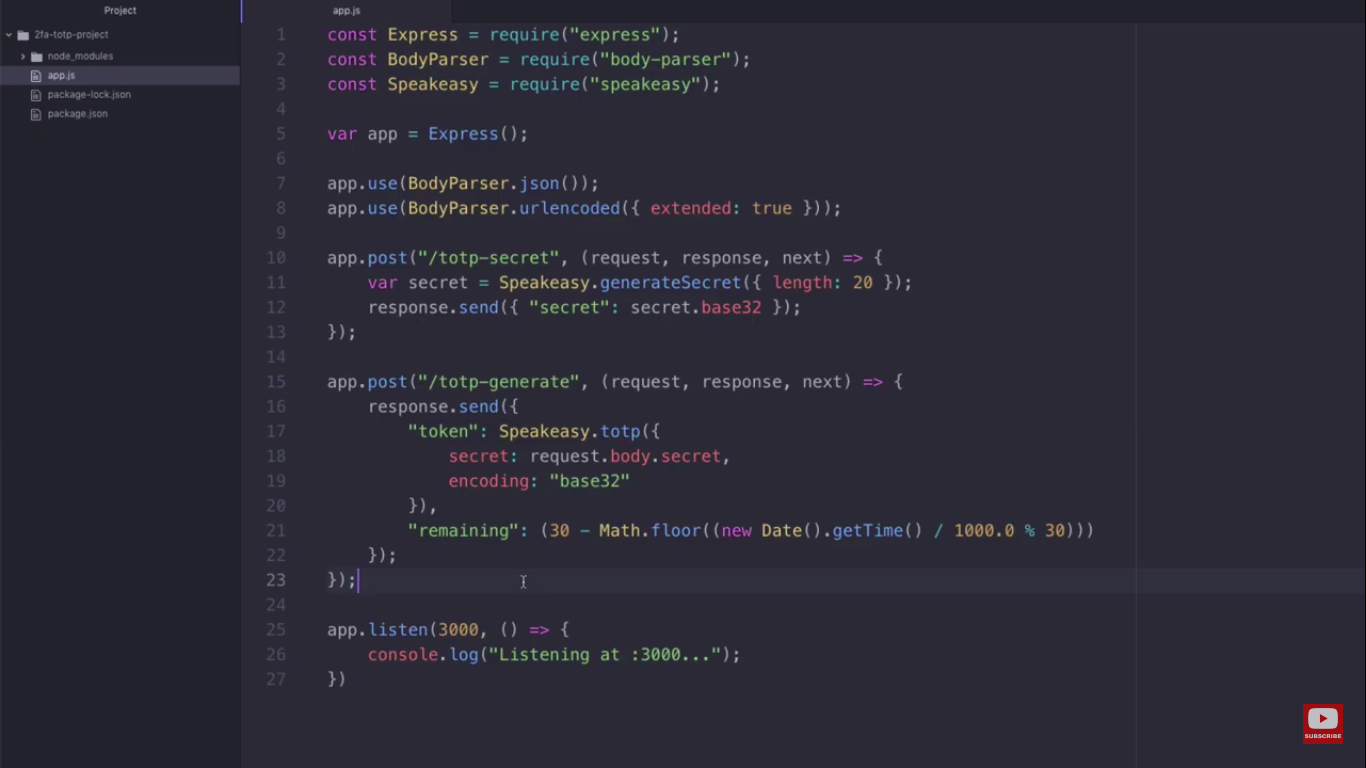 Project
2fa-totp-project
node_modules
app.js
package-lock.json
package.json
app.js
1 const Express = require("express");
2 const BodyParser = require("body-parser");
3 const Speakeasy = require("speakeasy");
4
5 var app = Express();
6
7 app.use(BodyParser.json());
8 app.use(BodyParser.urlencoded({ extended: true }));
9
10 app.post("/totp-secret", (request, response, next) => {
11     var secret = Speakeasy.generateSecret({ length: 20 });
12     response.send({ "secret": secret.base32 });
13 });
14
15 app.post("/totp-generate", (request, response, next) => {
16     response.send({
17         "token": Speakeasy.totp({
18             secret: request.body.secret,
19             encoding: "base32"
20         }),
21         "remaining": (30 - Math.floor((new Date().getTime() / 1000.0 % 30)))
22     });
23 });
24
25 app.listen(3000, () => {
26     console.log("Listening at :3000...");
27 })
SUBSCRIBE